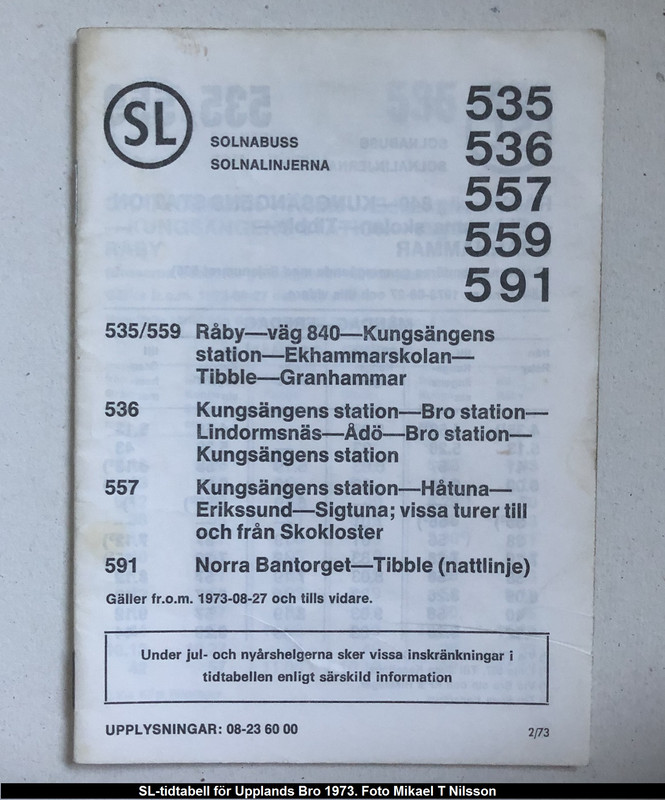 SL
SOLNABUSS
SOLNALINJERNA
535
536
557
559
591
535/559 Råby—väg 840—Kungsängens
station—Ekhammarskolan—
Tibble—Granhammar
536 Kungsängens station—Bro station—
Lindormsnäs—Ådö—Bro station—
Kungsängens station
557 Kungsängens station—Håtuna—
Erikssund—Sigtuna; vissa turer till
och från Skokloster
591 Norra Bantorget—Tibble (nattlinje)
Gäller fr.o.m. 1973-08-27 och tills vidare.
Under jul- och nyårshelgerna sker vissa inskränkningar i
tidtabellen enligt särskild information
UPPLYSNINGAR: 08-23 60 00 2/73
SL-tidtabell för Upplands Bro 1973. Foto Mikael T Nilsson